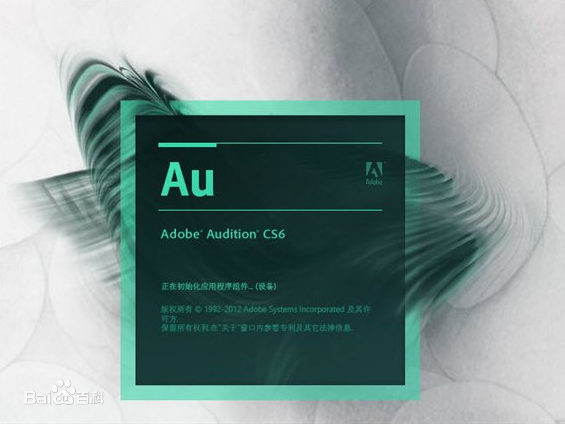 Au
Adobe
Adobe® Audition® CS6
正在初始化应用程序组件... (设备)
版权所有 © 1992-2012 Adobe Systems Incorporated 及其许
可方.
保留所有权利.在"关于"窗口内参看专利及其它法律信息.
Bai百科